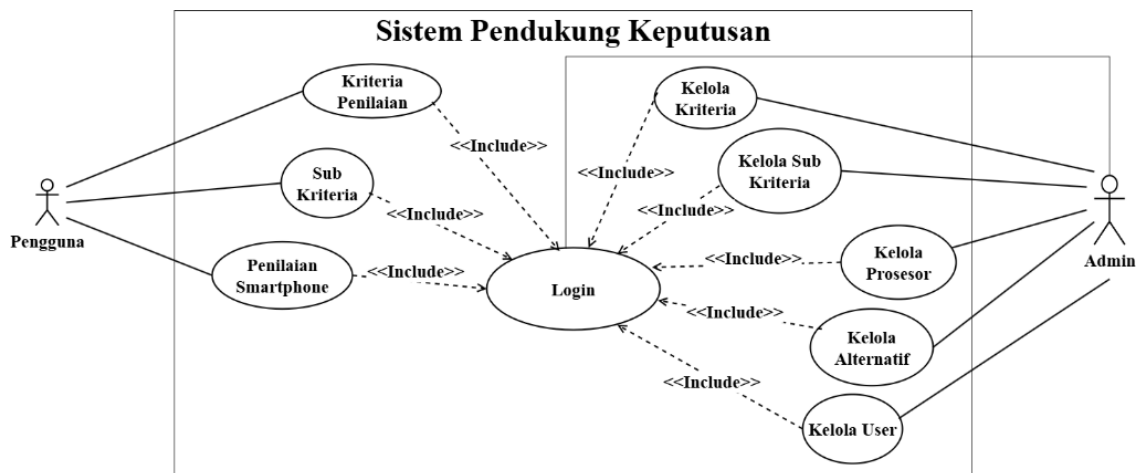 Sistem Pendukung Keputusan
Kriteria
Penilaian
Kelola
Kriteria
<<Include>>
Kelola Sub
Kriteria
<<Include>>
Sub
Kriteria
<<Include>>
<<Include>>
Pengguna
Penilaian
Smartphone
<<Include>>
Login
<<Include>>
Kelola
Prosesor
Admin
<<Include>>
Kelola
Alternatif
<<Include>>
Kelola User